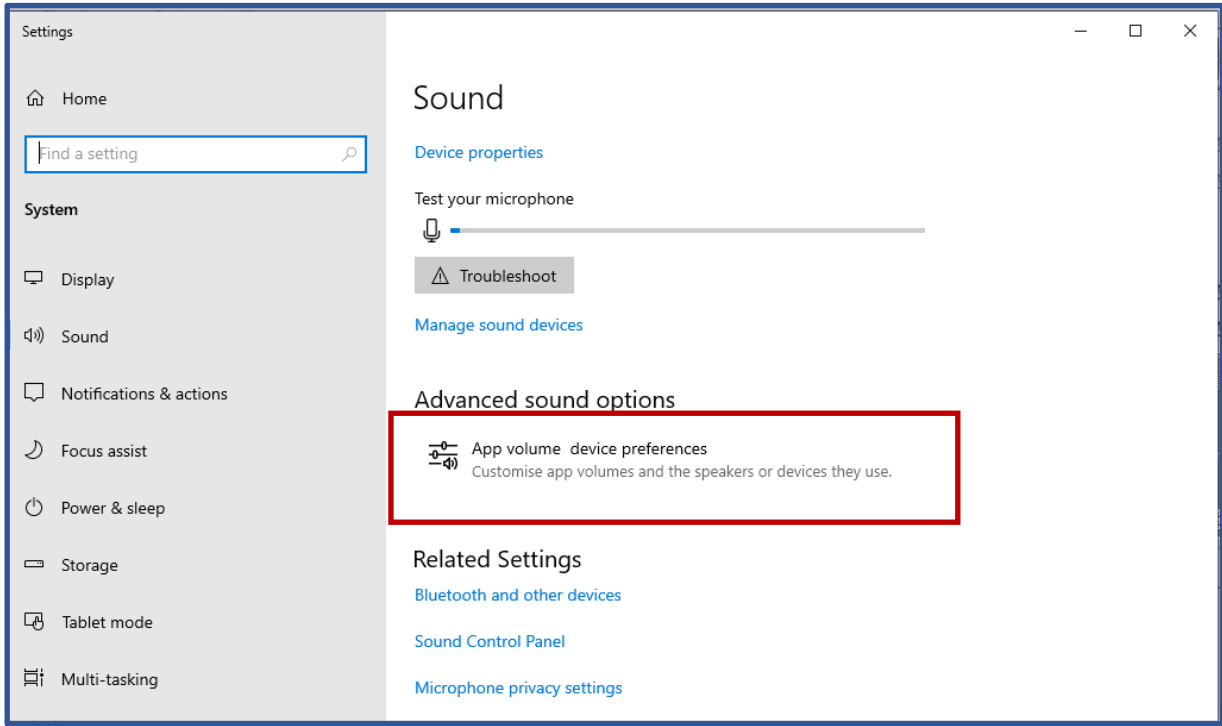 Settings
Home
Find a setting
System
Display
Sound
Notifications & actions
Focus assist
Power & sleep
Storage
Tablet mode
Multi-tasking
Sound
Device properties
Test your microphone
Troubleshoot
Manage sound devices
Advanced sound options
App volume  device preferences
Customise app volumes and the speakers or devices they use.
Related Settings
Bluetooth and other devices
Sound Control Panel
Microphone privacy settings